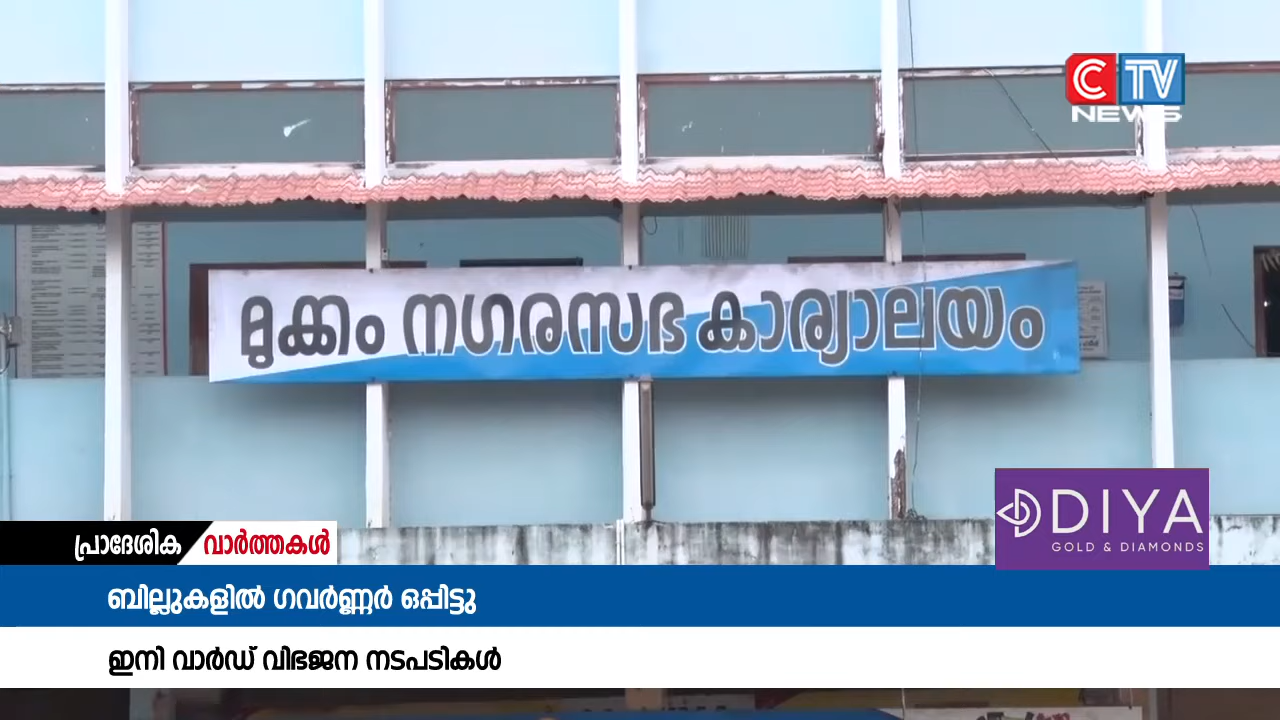 CTV
NEWS
മുക്കം നഗരസഭ കാര്യാലയം
DIYA
GOLD & DIAMONDS
പ്രാദേശിക വാർത്തകൾ
ബില്ലുകളിൽ ഗവർണ്ണർ ഒപ്പിട്ടു
ഇനി വാർഡ് വിഭജന നടപടികൾ